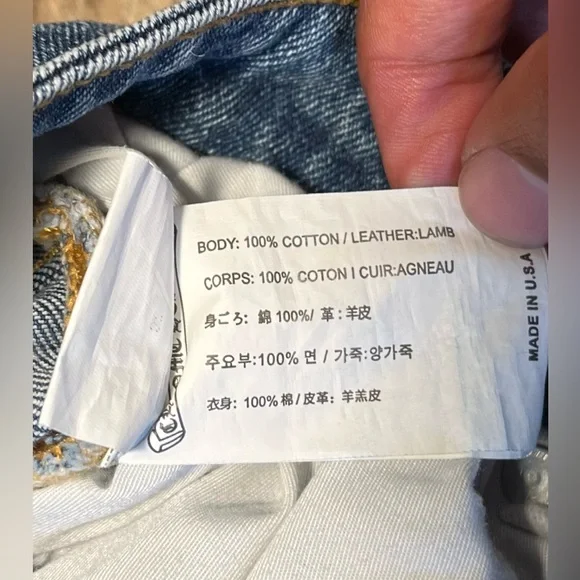 BODY: 100% COTTON / LEATHER:LAMB
CORPS: 100% COTON I CUIR:AGNEAU
身ごろ: 綿 100%/ 革:羊皮
주요부:100% 면 / 가죽:양가죽
衣身: 100% 棉/皮革: 羊羔皮
MADE IN U.S.A